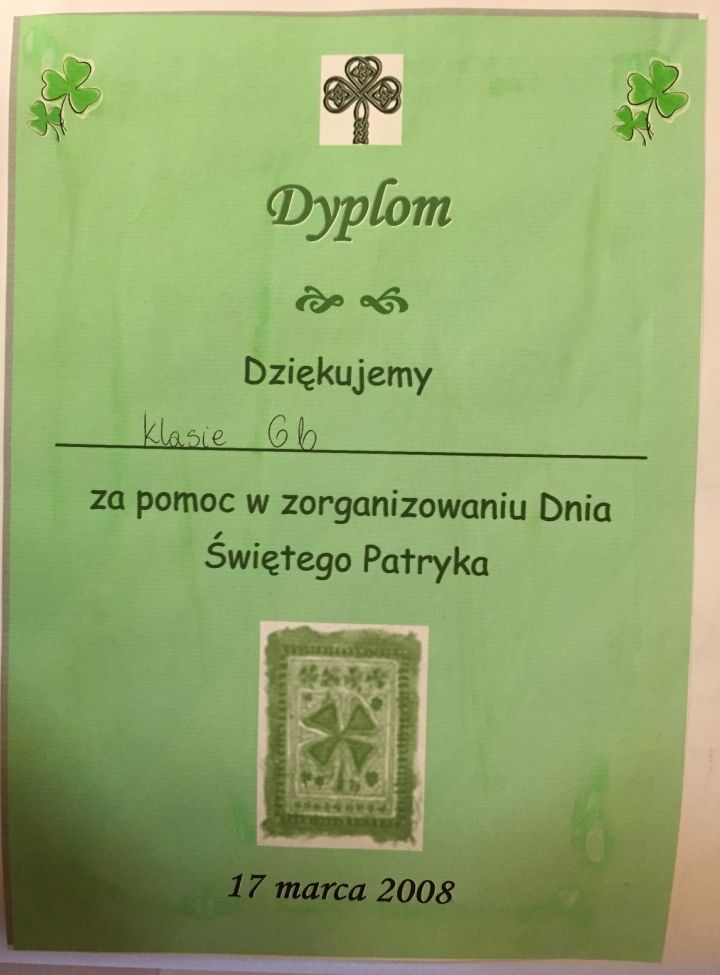 Dyplom
Dziękujemy
klasie 6b
za pomoc w zorganizowaniu Dnia
Świętego Patryka
17 marca 2008